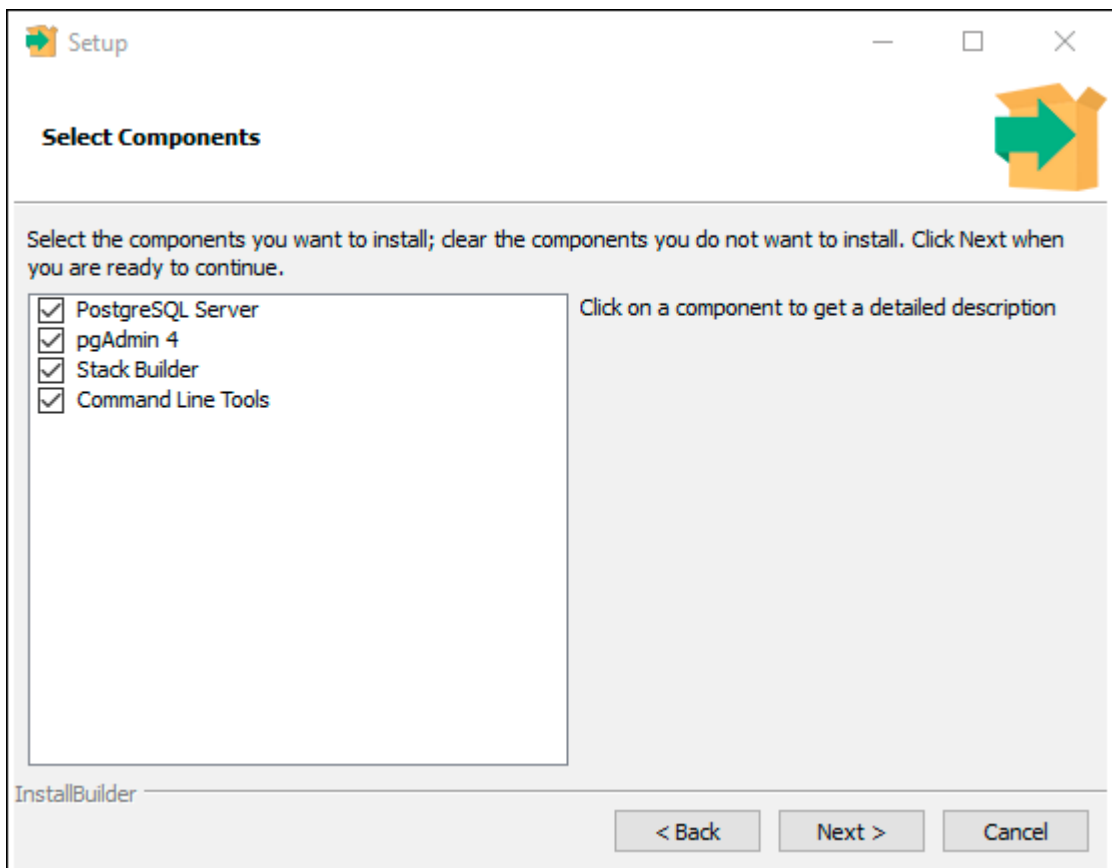 Setup
Select Components
Select the components you want to install; clear the components you do not want to install. Click Next when
you are ready to continue.
PostgreSQL Server
pgAdmin 4
Stack Builder
Command Line Tools
Click on a component to get a detailed description
InstallBuilder
< Back
Next >
Cancel